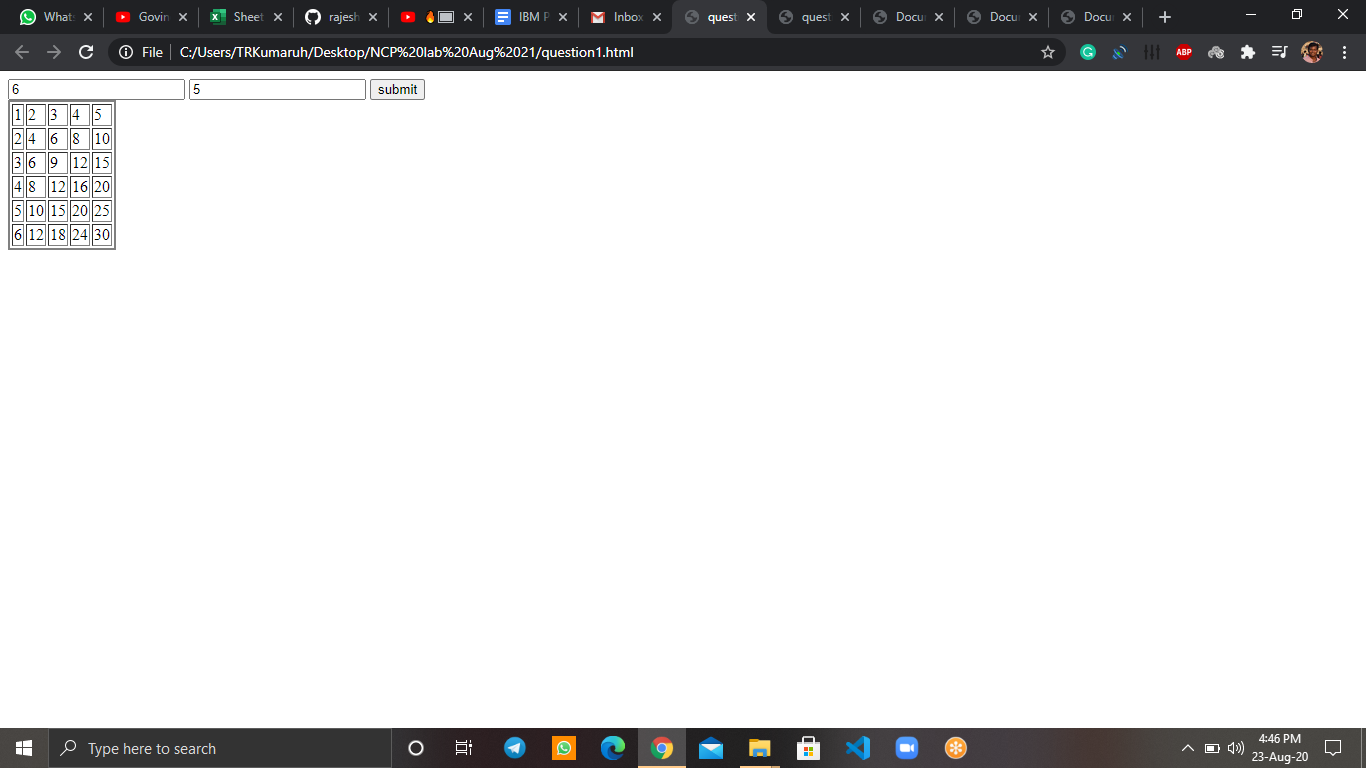 Whats Govin Sheet rajesh IBM P Inbox quest quest Docu Docu Docu
File C:/Users/TRKumaruh/Desktop/NCP%20lab%20Aug%2021/question1.html ABP
6 5 submit
1 2 3 4 5
2 4 6 8 10
3 6 9 12 15
4 8 12 16 20
5 10 15 20 25
6 12 18 24 30
Type here to search
4:46 PM
23-Aug-20